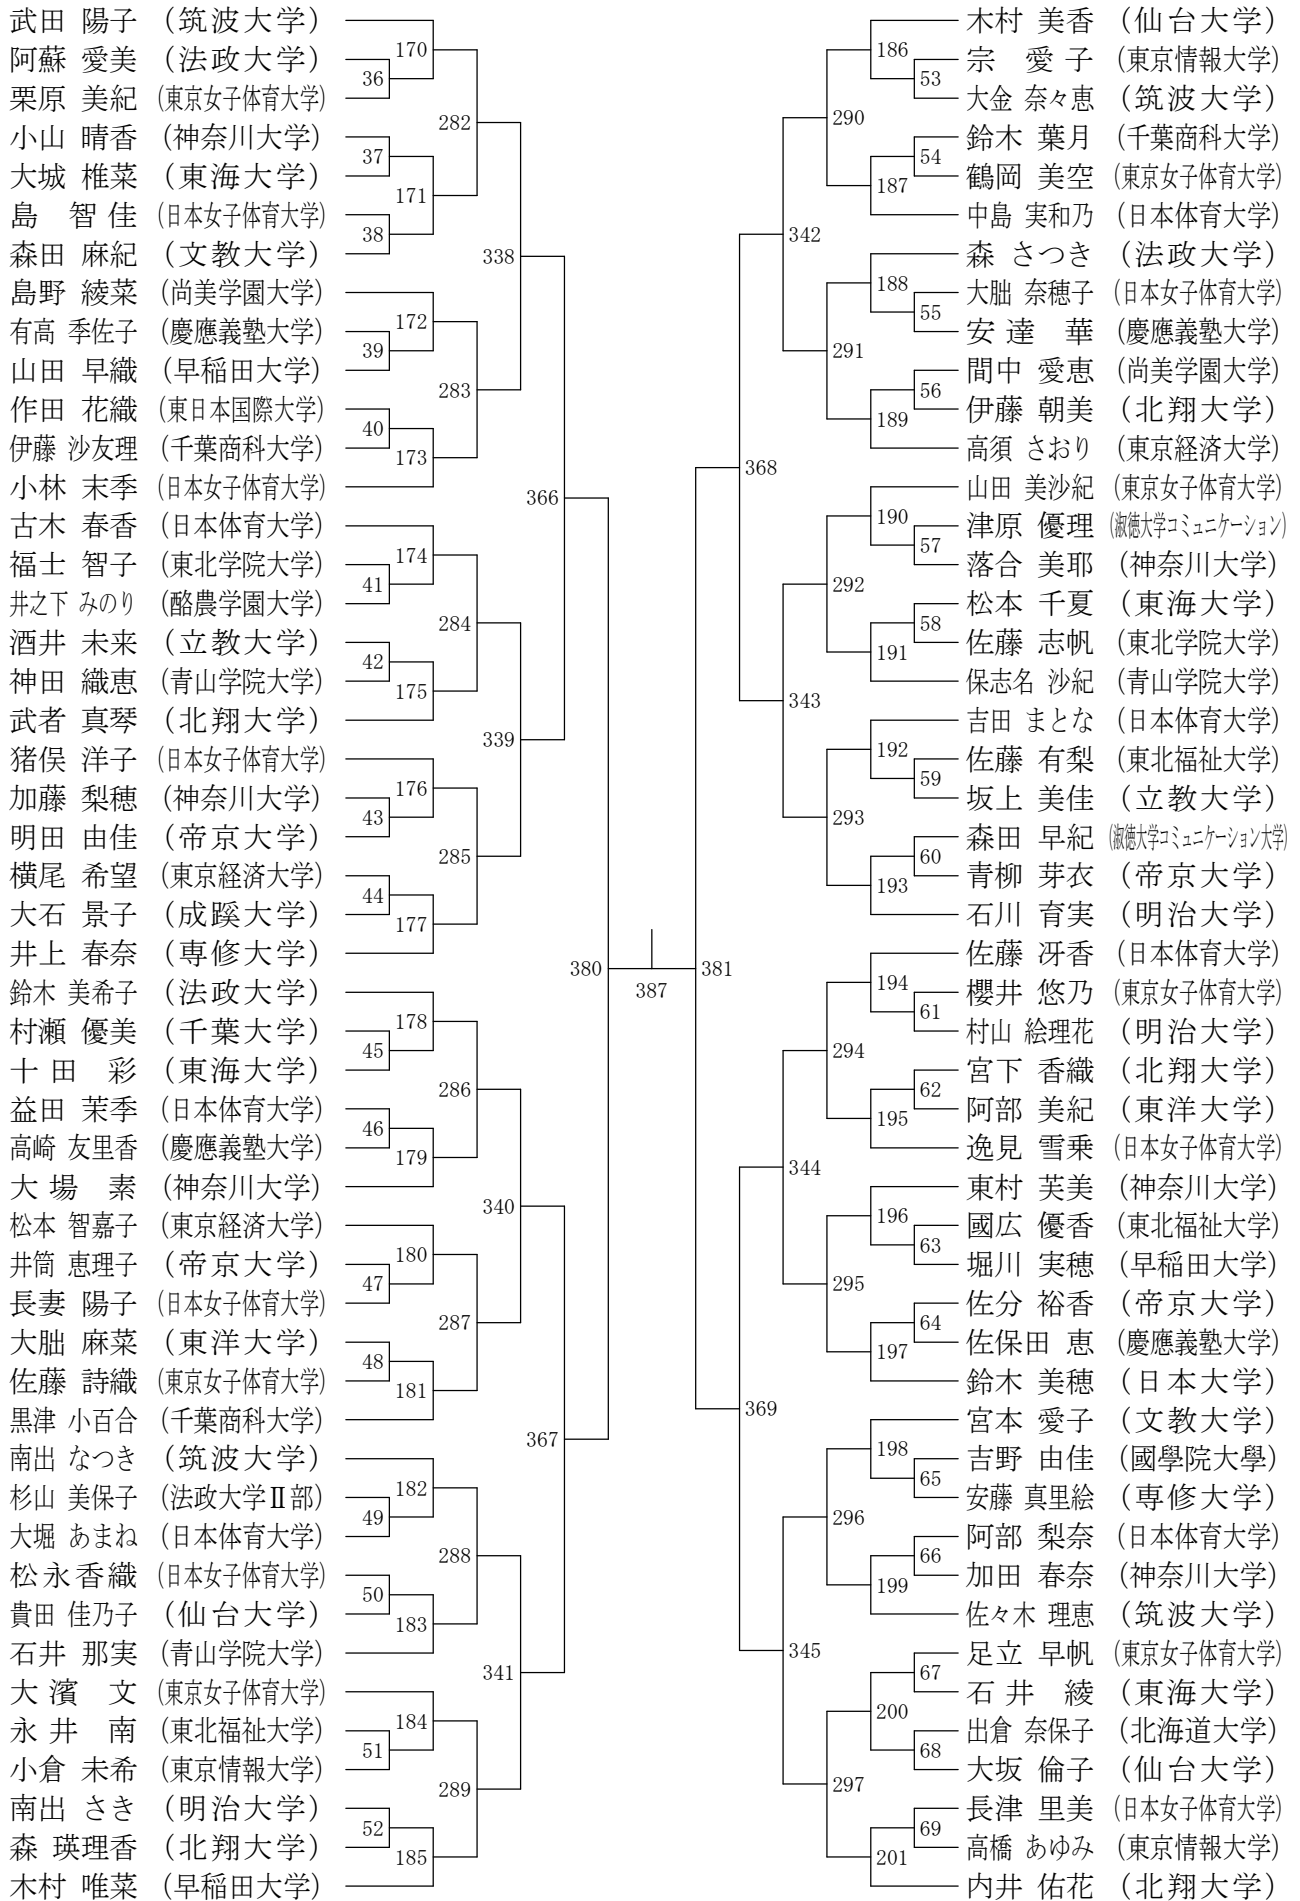 武田 陽子 (筑波大学)
阿蘇 愛美 (法政大学)
栗原 美紀 (東京女子体育大学)
小山 晴香 (神奈川大学)
大城 椎菜 (東海大学)
島 智佳 (日本女子体育大学)
森田 麻紀 (文教大学)
島野 綾菜 (尚美学園大学)
有高 季佐子 (慶應義塾大学)
山田 早織 (早稲田大学)
作田 花織 (東日本国際大学)
伊藤 沙友理 (千葉商科大学)
小林 末季 (日本女子体育大学)
古木 春香 (日本体育大学)
福士 智子 (東北学院大学)
井之下 みのり (酪農学園大学)
酒井 未来 (立教大学)
神田 織恵 (青山学院大学)
武者 真琴 (北翔大学)
猪俣 洋子 (日本女子体育大学)
加藤 梨穂 (神奈川大学)
明田 由佳 (帝京大学)
横尾 希望 (東京経済大学)
大石 景子 (成蹊大学)
井上 春奈 (専修大学)
鈴木 美希子 (法政大学)
村瀬 優美 (千葉大学)
十田 彩 (東海大学)
益田 茉季 (日本体育大学)
高崎 友里香 (慶應義塾大学)
大場 素 (神奈川大学)
松本 智嘉子 (東京経済大学)
井筒 恵理子 (帝京大学)
長妻 陽子 (日本女子体育大学)
大朏 麻菜 (東洋大学)
佐藤 詩織 (東京女子体育大学)
黒津 小百合 (千葉商科大学)
南出 なつき (筑波大学)
杉山 美保子 (法政大学Ⅱ部)
大堀 あまね (日本体育大学)
松永香織 (日本女子体育大学)
貴田 佳乃子 (仙台大学)
石井 那実 (青山学院大学)
大濱 文 (東京女子体育大学)
永井 南 (東北福祉大学)
小倉 未希 (東京情報大学)
南出 さき (明治大学)
森 瑛理香 (北翔大学)
木村 唯菜 (早稲田大学)
36
37
38
39
40
41
42
43
44
45
46
47
48
49
50
51
52
170
171
172
173
174
175
176
177
178
179
180
181
182
183
184
185
282
283
284
285
286
287
288
289
338
339
340
341
366
367
380
387
381
368
369
342
343
344
345
290
291
292
293
294
295
296
297
186
187
188
189
190
191
192
193
194
195
196
197
198
199
200
201
53
54
55
56
57
58
59
60
61
62
63
64
65
66
67
68
69
木村 美香 (仙台大学)
宗 愛子 (東京情報大学)
大金 奈々恵 (筑波大学)
鈴木 葉月 (千葉商科大学)
鶴岡 美空 (東京女子体育大学)
中島 実和乃 (日本体育大学)
森 さつき (法政大学)
大朏 奈穂子 (日本女子体育大学)
安達 華 (慶應義塾大学)
間中 愛恵 (尚美学園大学)
伊藤 朝美 (北翔大学)
高須 さおり (東京経済大学)
山田 美沙紀 (東京女子体育大学)
津原 優理 (淑徳大学コミュニケーション)
落合 美耶 (神奈川大学)
松本 千夏 (東海大学)
佐藤 志帆 (東北学院大学)
保志名 沙紀 (青山学院大学)
吉田 まとな (日本体育大学)
佐藤 有梨 (東北福祉大学)
坂上 美佳 (立教大学)
森田 早紀 (淑徳大学コミュニケーション大学)
青柳 芽衣 (帝京大学)
石川 育実 (明治大学)
佐藤 冴香 (日本体育大学)
櫻井 悠乃 (東京女子体育大学)
村山 絵理花 (明治大学)
宮下 香織 (北翔大学)
阿部 美紀 (東洋大学)
逸見 雪乗 (日本女子体育大学)
東村 芙美 (神奈川大学)
國広 優香 (東北福祉大学)
堀川 実穂 (早稲田大学)
佐分 裕香 (帝京大学)
佐保田 恵 (慶應義塾大学)
鈴木 美穂 (日本大学)
宮本 愛子 (文教大学)
吉野 由佳 (國學院大學)
安藤 真里絵 (専修大学)
阿部 梨奈 (日本体育大学)
加田 春奈 (神奈川大学)
佐々木 理恵 (筑波大学)
足立 早帆 (東京女子体育大学)
石井 綾 (東海大学)
出倉 奈保子 (北海道大学)
大坂 倫子 (仙台大学)
長津 里美 (日本女子体育大学)
高橋 あゆみ (東京情報大学)
内井 佑花 (北翔大学)